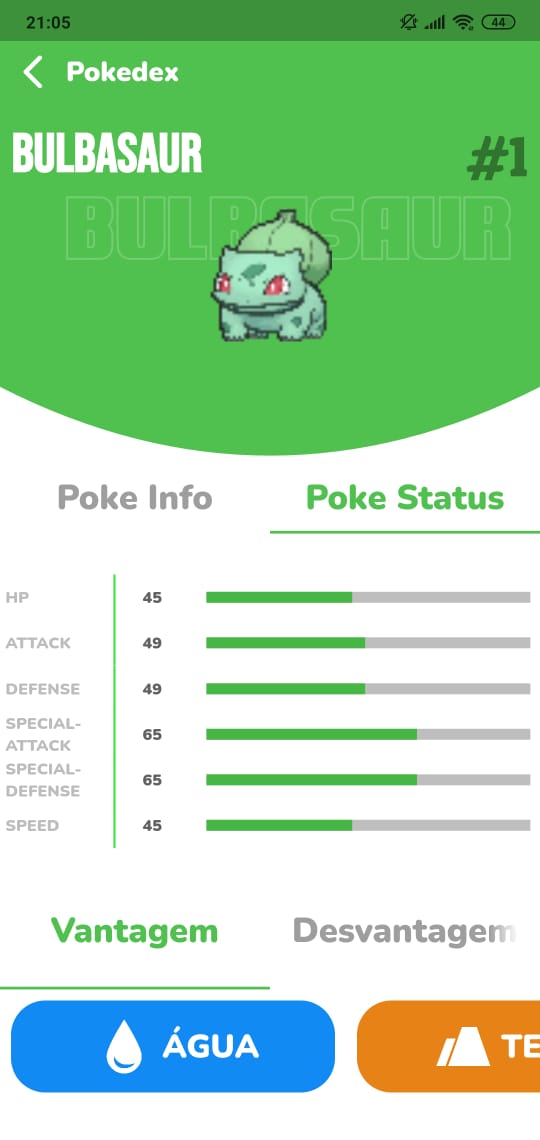 21:05
44
Pokedex
BULBASAUR
#1
BULBASAUR
Poke Info
Poke Status
HP 45
ATTACK 49
DEFENSE 49
SPECIAL-
ATTACK 65
SPECIAL-
DEFENSE 65
SPEED 45
Vantagem
Desvantagem
ÁGUA
TE